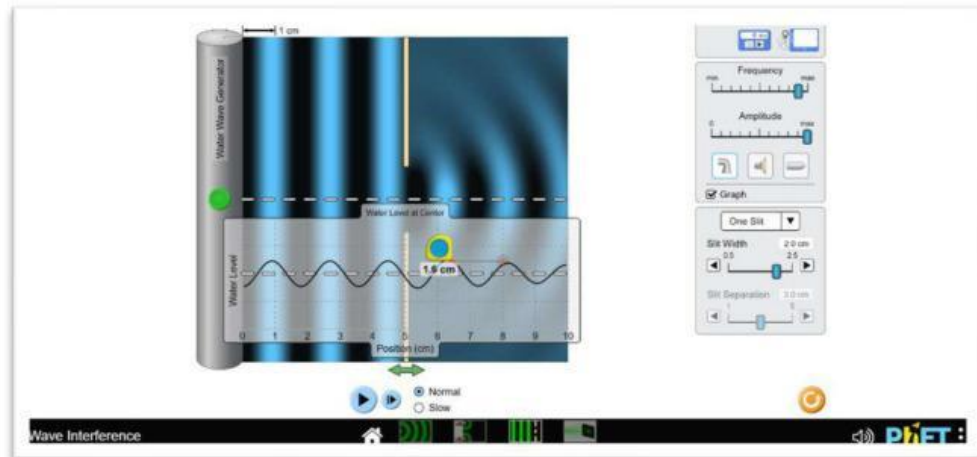 1 cm
Water Wave Generator
Water Level at Center
Water Level
1.9 cm
0 1 2 3 4 5 6 7 8 9 10
Position (cm)
Normal
Slow
Frequency
min max
Amplitude
0 max
Graph
One Slit
Slit Width 2.0 cm
0.5 2.5
Slit Separation 3.0 cm
1 5
Wave Interference
PhET